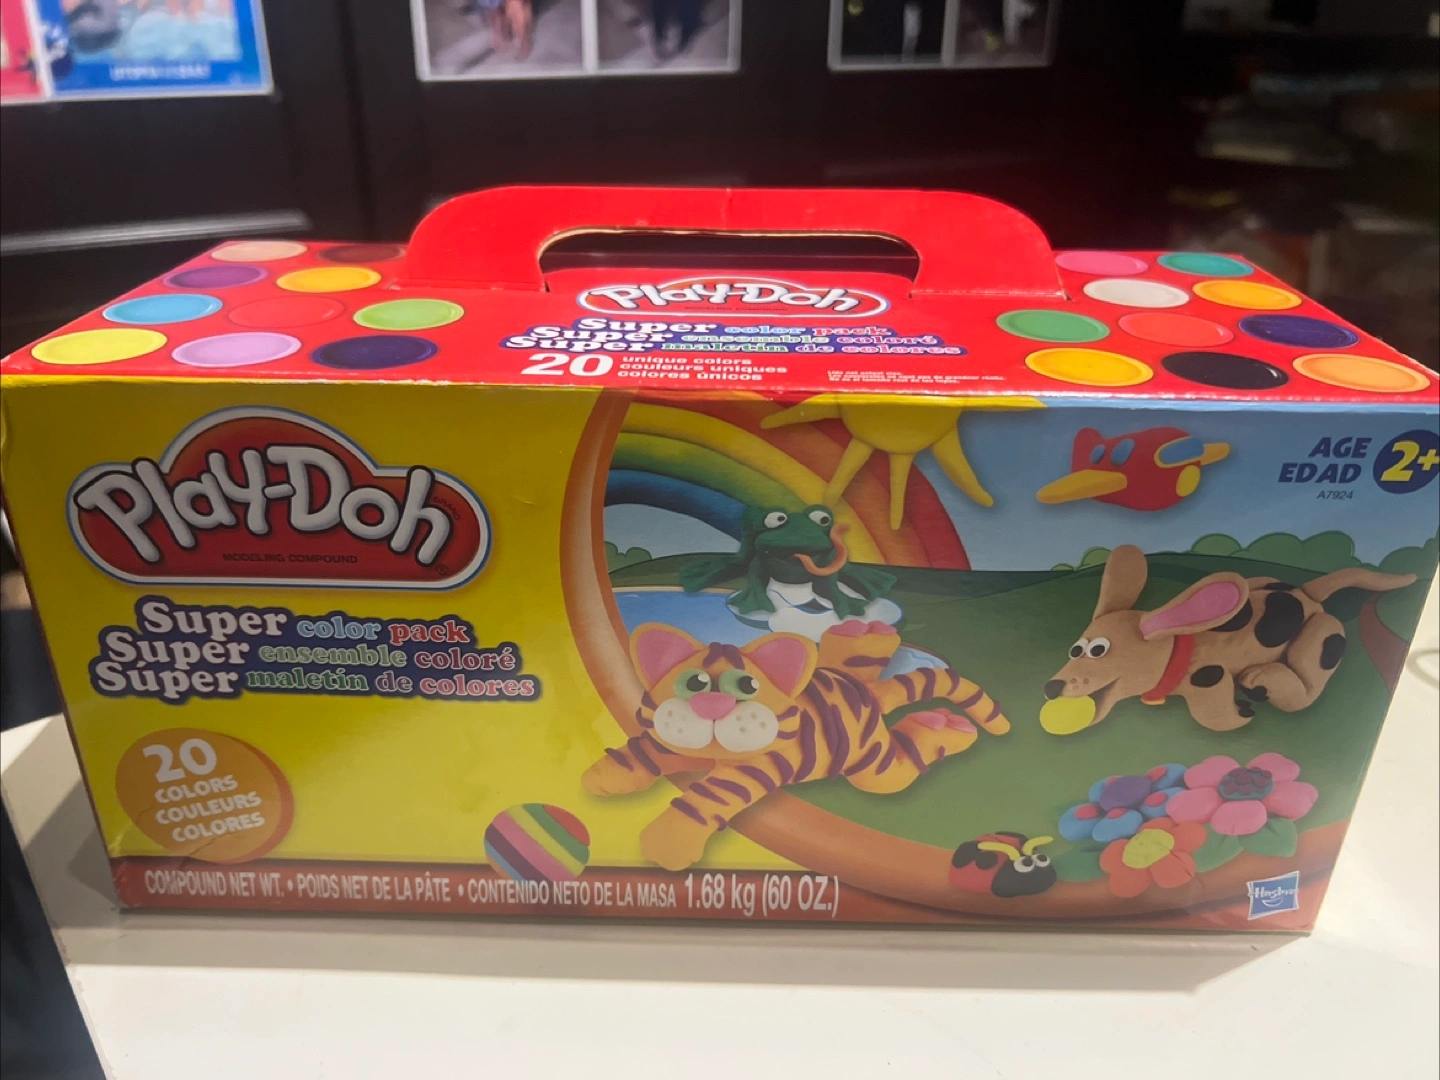 Play-Doh
Super color pack
Super ensemble coloré
Súper maletín de colores
20 unique colors
couleurs uniques
colores únicos
AGE
EDAD 2+
A7924
Play-Doh
MODELING COMPOUND
Super color pack
Super ensemble coloré
Súper maletín de colores
20
COLORS
COULEURS
COLORES
COMPOUND NET WT. • POIDS NET DE LA PÂTE • CONTENIDO NETO DE LA MASA 1.68 kg (60 OZ.)
Hasbro